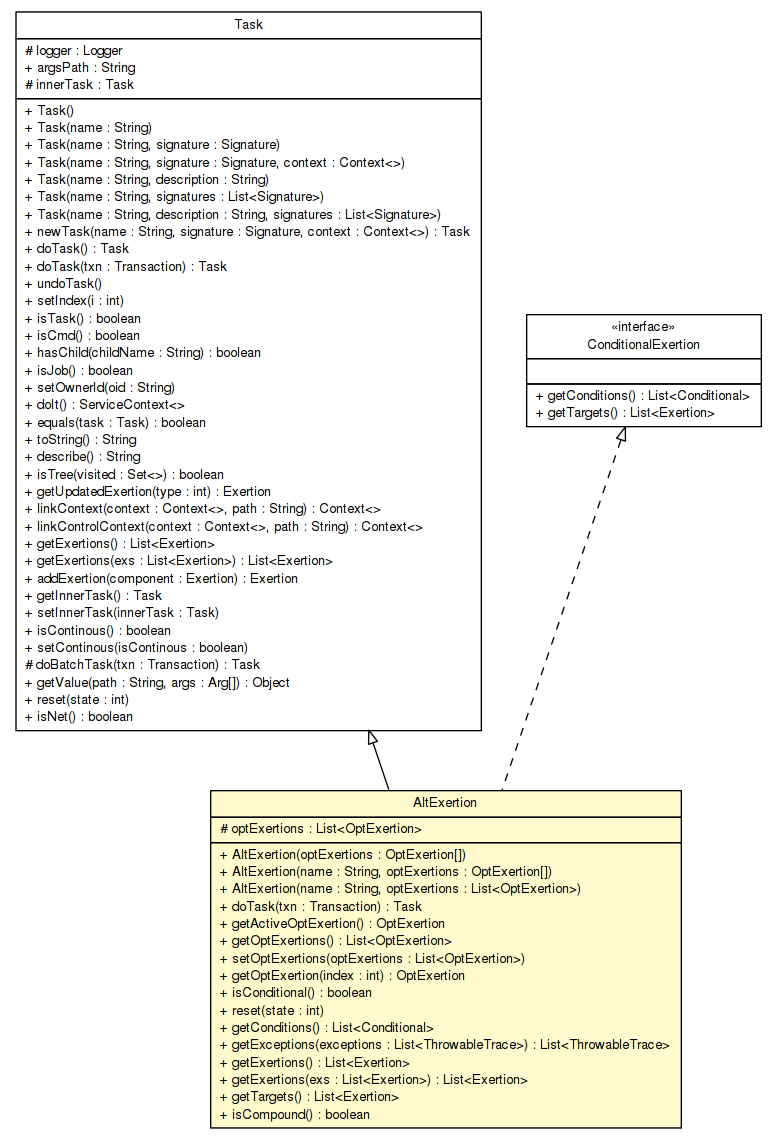 Task
# logger : Logger
+ argsPath : String
# innerTask : Task
+ Task()
+ Task(name : String)
+ Task(name : String, signature : Signature)
+ Task(name : String, signature : Signature, context : Context<>)
+ Task(name : String, description : String)
+ Task(name : String, signatures : List<Signature>)
+ Task(name : String, description : String, signatures : List<Signature>)
+ newTask(name : String, signature : Signature, context : Context<>) : Task
+ doTask() : Task
+ doTask(txn : Transaction) : Task
+ undoTask()
+ setIndex(i : int)
+ isTask() : boolean
+ isCmd() : boolean
+ hasChild(childName : String) : boolean
+ isJob() : boolean
+ setOwnerId(oid : String)
+ doIt() : ServiceContext<>
+ equals(task : Task) : boolean
+ toString() : String
+ describe() : String
+ isTree(visited : Set<>) : boolean
+ getUpdatedExertion(type : int) : Exertion
+ linkContext(context : Context<>, path : String) : Context<>
+ linkControlContext(context : Context<>, path : String) : Context<>
+ getExertions() : List<Exertion>
+ getExertions(exs : List<Exertion>) : List<Exertion>
+ addExertion(component : Exertion) : Exertion
+ getInnerTask() : Task
+ setInnerTask(innerTask : Task)
+ isContinous() : boolean
+ setContinous(isContinous : boolean)
# doBatchTask(txn : Transaction) : Task
+ getValue(path : String, args : Arg[]) : Object
+ reset(state : int)
+ isNet() : boolean
«interface»
ConditionalExertion
+ getConditions() : List<Conditional>
+ getTargets() : List<Exertion>
AltExertion
# optExertions : List<OptExertion>
+ AltExertion(optExertions : OptExertion[])
+ AltExertion(name : String, optExertions : OptExertion[])
+ AltExertion(name : String, optExertions : List<OptExertion>)
+ doTask(txn : Transaction) : Task
+ getActiveOptExertion() : OptExertion
+ getOptExertions() : List<OptExertion>
+ setOptExertions(optExertions : List<OptExertion>)
+ getOptExertion(index : int) : OptExertion
+ isConditional() : boolean
+ reset(state : int)
+ getConditions() : List<Conditional>
+ getExceptions(exceptions : List<ThrowableTrace>) : List<ThrowableTrace>
+ getExertions() : List<Exertion>
+ getExertions(exs : List<Exertion>) : List<Exertion>
+ getTargets() : List<Exertion>
+ isCompound() : boolean